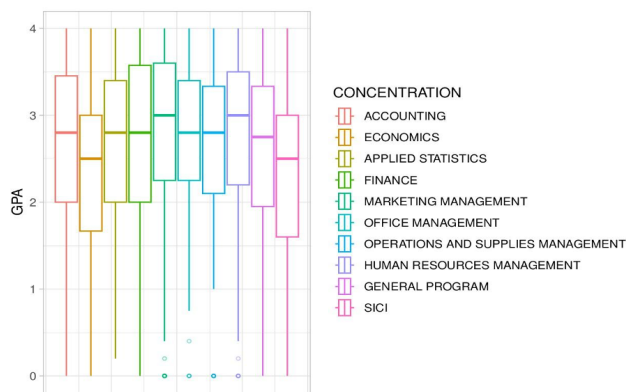 4
3
2
1
0
GPA
CONCENTRATION
ACCOUNTING
ECONOMICS
APPLIED STATISTICS
FINANCE
MARKETING MANAGEMENT
OFFICE MANAGEMENT
OPERATIONS AND SUPPLIES MANAGEMENT
HUMAN RESOURCES MANAGEMENT
GENERAL PROGRAM
SICI